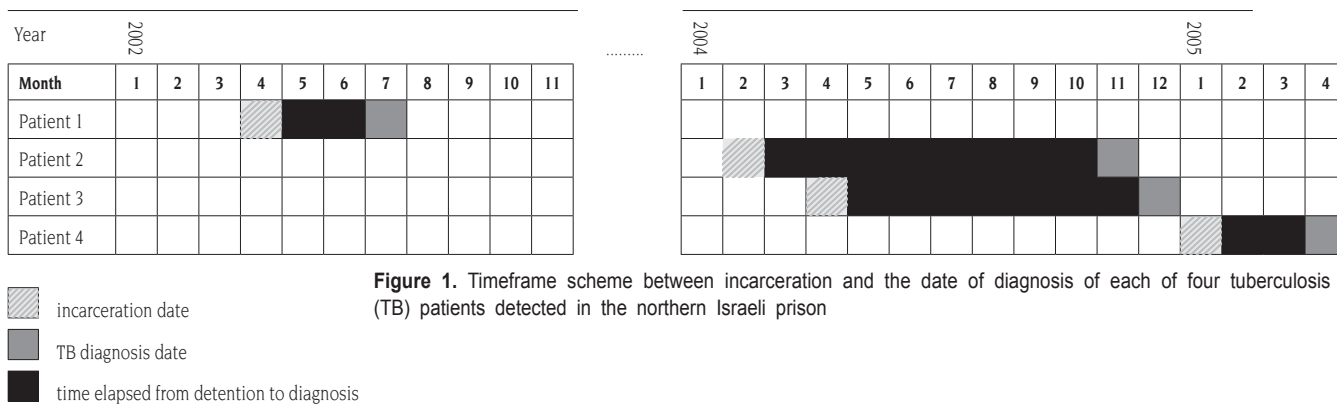 Year 2002 ......... 2004 2005
Month 1 2 3 4 5 6 7 8 9 10 11 1 2 3 4 5 6 7 8 9 10 11 12 1 2 3 4
Patient 1
Patient 2
Patient 3
Patient 4
Figure 1. Timeframe scheme between incarceration and the date of diagnosis of each of four tuberculosis
(TB) patients detected in the northern Israeli prison
incarceration date
TB diagnosis date
time elapsed from detention to diagnosis